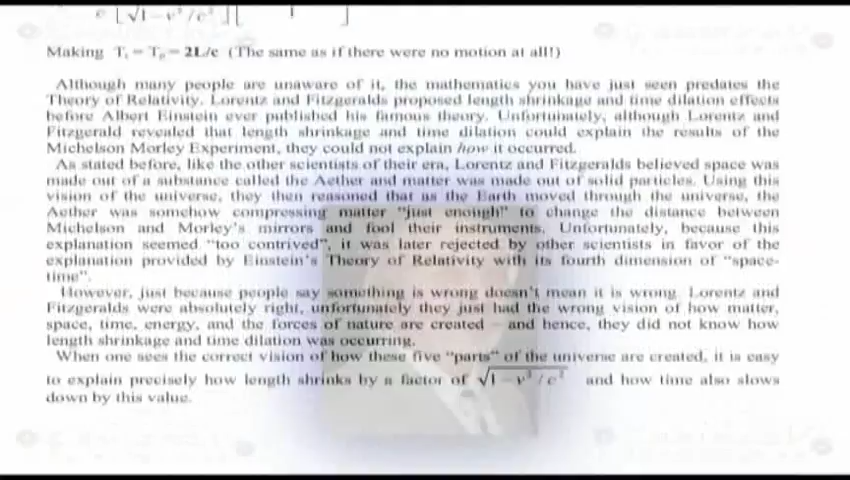 Making T₁ = Tₚ = 2L/c (The same as if there were no motion at all!)
Although many people are unaware of it, the mathematics you have just seen predates the
Theory of Relativity. Lorentz and Fitzgeralds proposed length shrinkage and time dilation effects
before Albert Einstein ever published his famous theory. Unfortunately, although Lorentz and
Fitzgerald revealed that length shrinkage and time dilation could explain the results of the
Michelson Morley Experiment, they could not explain how it occurred.
As stated before, like the other scientists of their era, Lorentz and Fitzgeralds believed space was
made out of a substance called the Aether and matter was made out of solid particles. Using this
vision of the universe, they then reasoned that as the Earth moved through the universe, the
Aether was somehow compressing matter "just enough" to change the distance between
Michelson and Morley's mirrors and fool their instruments. Unfortunately, because this
explanation seemed "too contrived", it was later rejected by other scientists in favor of the
explanation provided by Einstein's Theory of Relativity with its fourth dimension of "space-
time".
However, just because people say something is wrong doesn't mean it is wrong. Lorentz and
Fitzgeralds were absolutely right, unfortunately they just had the wrong vision of how matter,
space, time, energy, and the forces of nature are created – and hence, they did not know how
length shrinkage and time dilation was occurring.
When one sees the correct vision of how these five "parts" of the universe are created, it is easy
to explain precisely how length shrinks by a factor of √1 – v²/c² and how time also slows
down by this value.